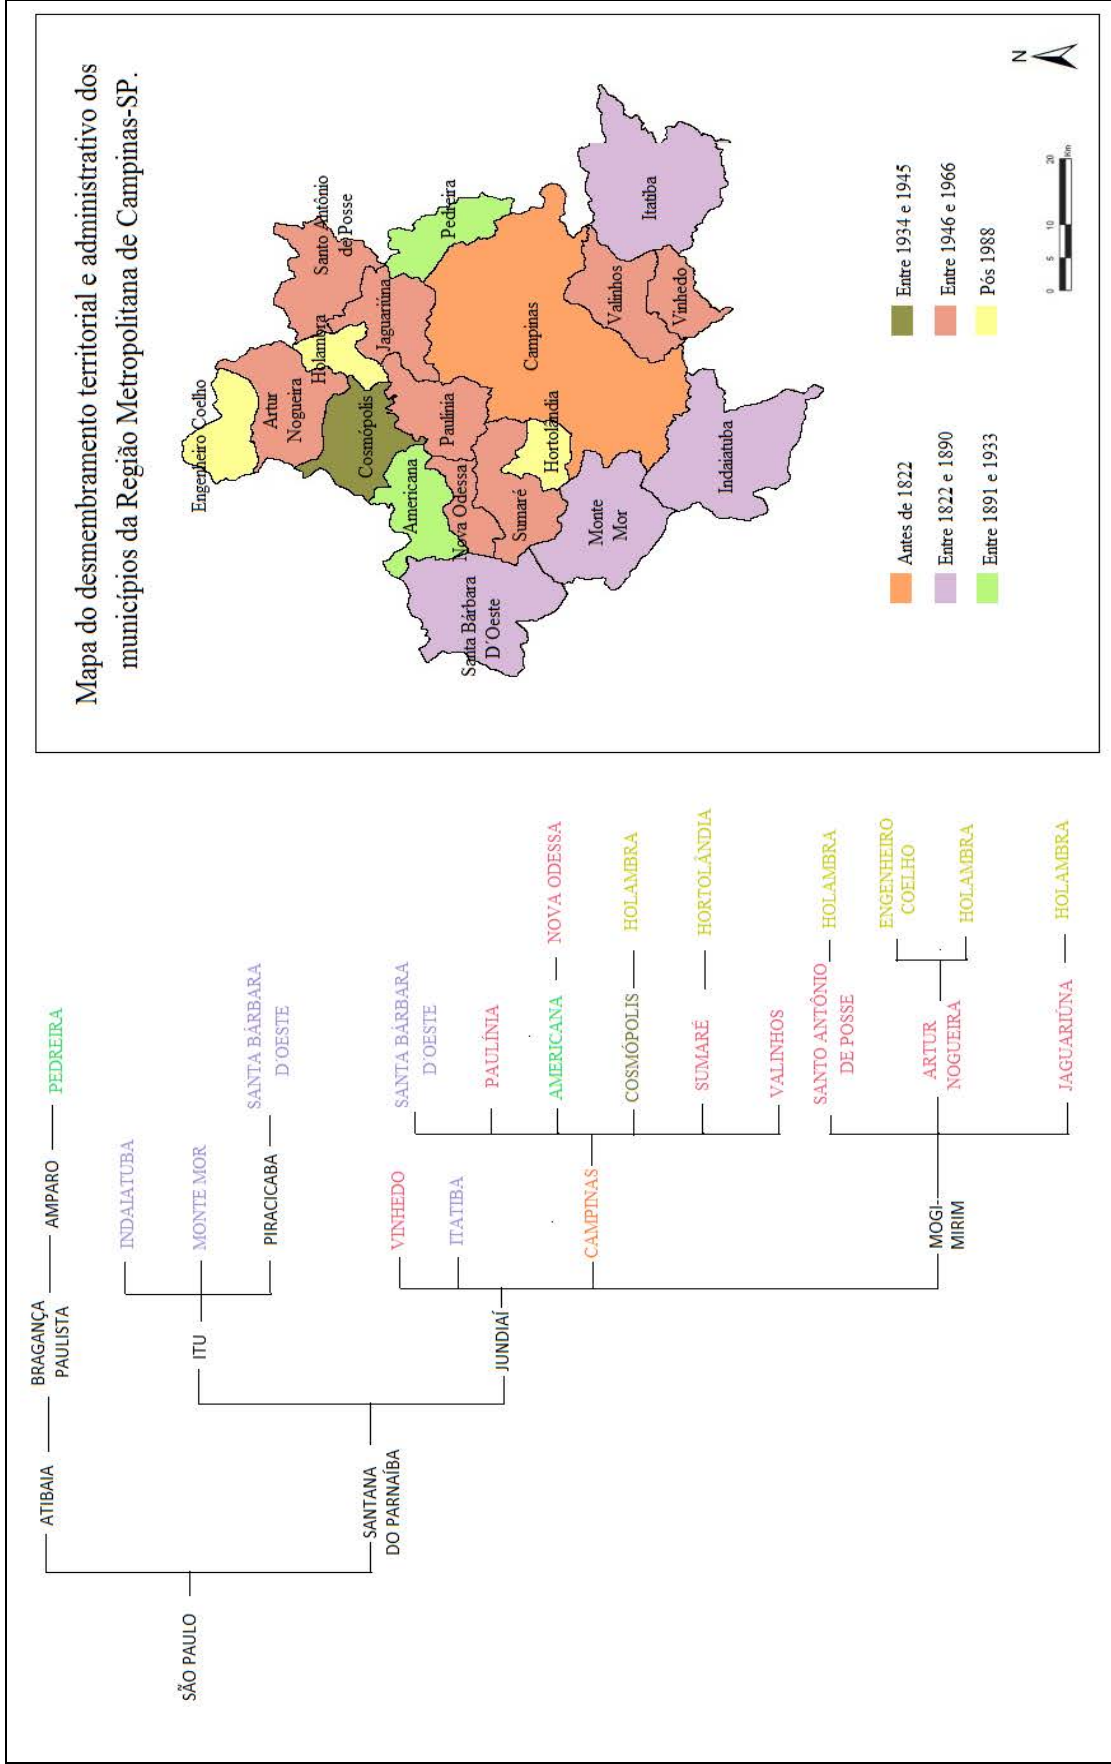 SÃO PAULO
ATIBAIA
BRAGANÇA
PAULISTA
AMPARO
PEDREIRA
SANTANA
DO PARNAÍBA
ITU
INDAIATUBA
MONTE MOR
PIRACICABA
SANTA BÁRBARA
D'OESTE
JUNDIAÍ
VINHEDO
ITATIBA
CAMPINAS
SANTA BÁRBARA
D'OESTE
PAULÍNIA
AMERICANA
NOVA ODESSA
COSMÓPOLIS
HOLAMBRA
SUMARÉ
HORTOLÂNDIA
VALINHOS
MOGI-
MIRIM
SANTO ANTÔNIO
DE POSSE
HOLAMBRA
ARTUR
NOGUEIRA
ENGENHEIRO
COELHO
HOLAMBRA
JAGUARIÚNA
HOLAMBRA
Mapa do desmembramento territorial e administrativo dos
municípios da Região Metropolitana de Campinas-SP.
Engenheiro Coelho
Artur
Nogueira
Holambra
Santo Antônio
de Posse
Cosmópolis
Jaguariúna
Pedreira
Americana
Paulínia
Nova Odessa
Santa Bárbara
D´Oeste
Sumaré
Hortolândia
Campinas
Monte
Mor
Valinhos
Itatiba
Vinhedo
Indaiatuba
Antes de 1822
Entre 1822 e 1890
Entre 1891 e 1933
Entre 1934 e 1945
Entre 1946 e 1966
Pós 1988
N
0 5 10 20
Km